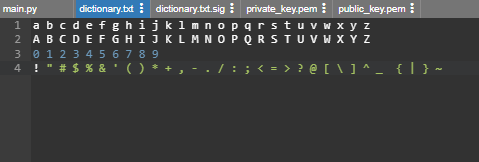 main.py dictionary.txt dictionary.txt.sig private_key.pem public_key.pem
1 a b c d e f g h i j k l m n o p q r s t u v w x y z
2 A B C D E F G H I J K L M N O P Q R S T U V W X Y Z
3 0 1 2 3 4 5 6 7 8 9
4 ! " # $ % & ' ( ) * + , - . / : ; < = > ? @ [ \ ] ^ _  { | } ~